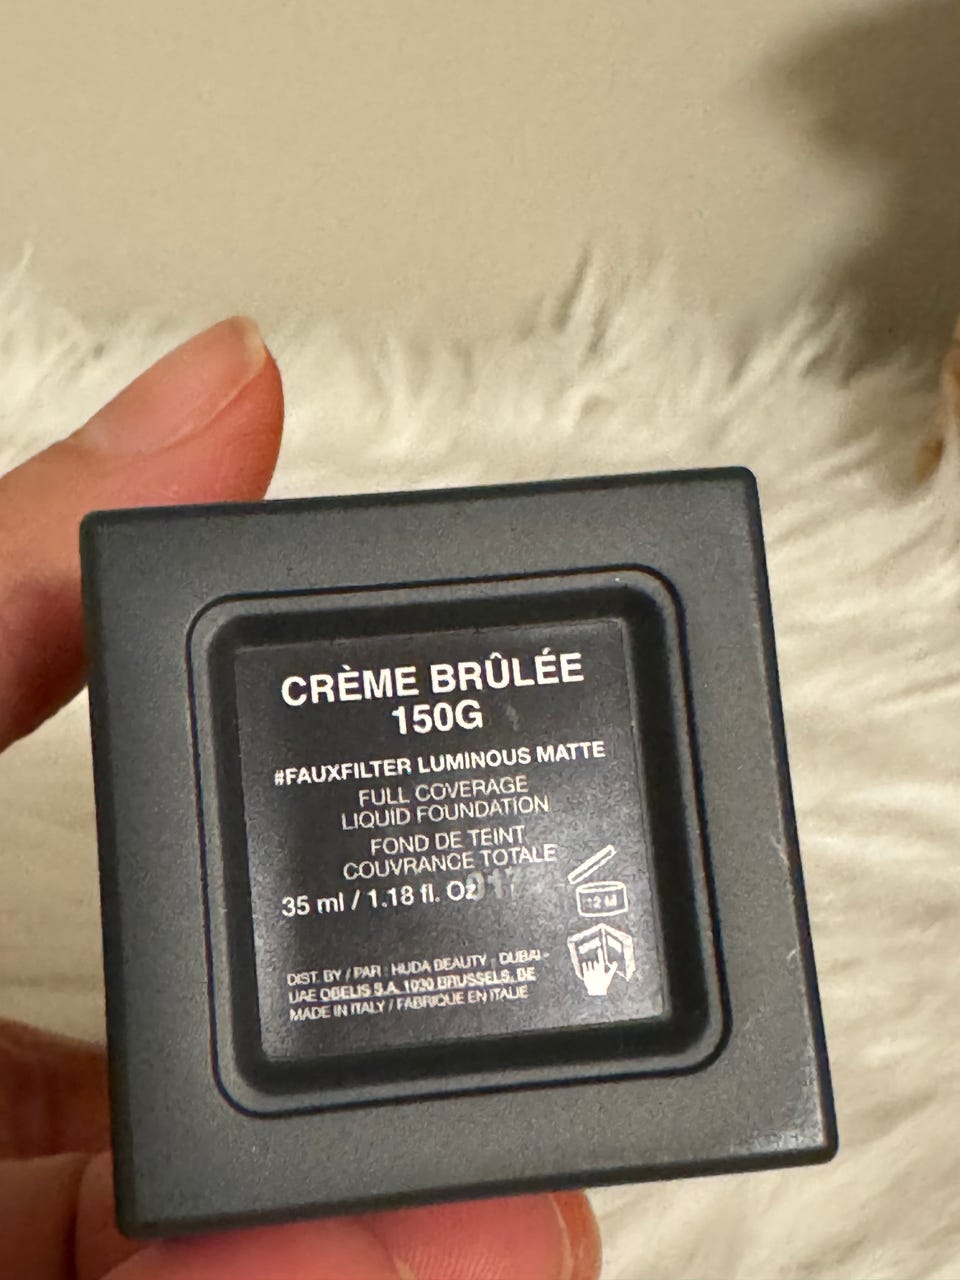 CRÈME BRÛLÉE
150G
#FAUXFILTER LUMINOUS MATTE
FULL COVERAGE
LIQUID FOUNDATION
FOND DE TEINT
COUVRANCE TOTALE
35 ml / 1.18 fl. Oz
12 M
DIST. BY / PAR : HUDA BEAUTY - DUBAI -
UAE OBELIS S.A. 1030 BRUSSELS, BE
MADE IN ITALY / FABRIQUE EN ITALIE